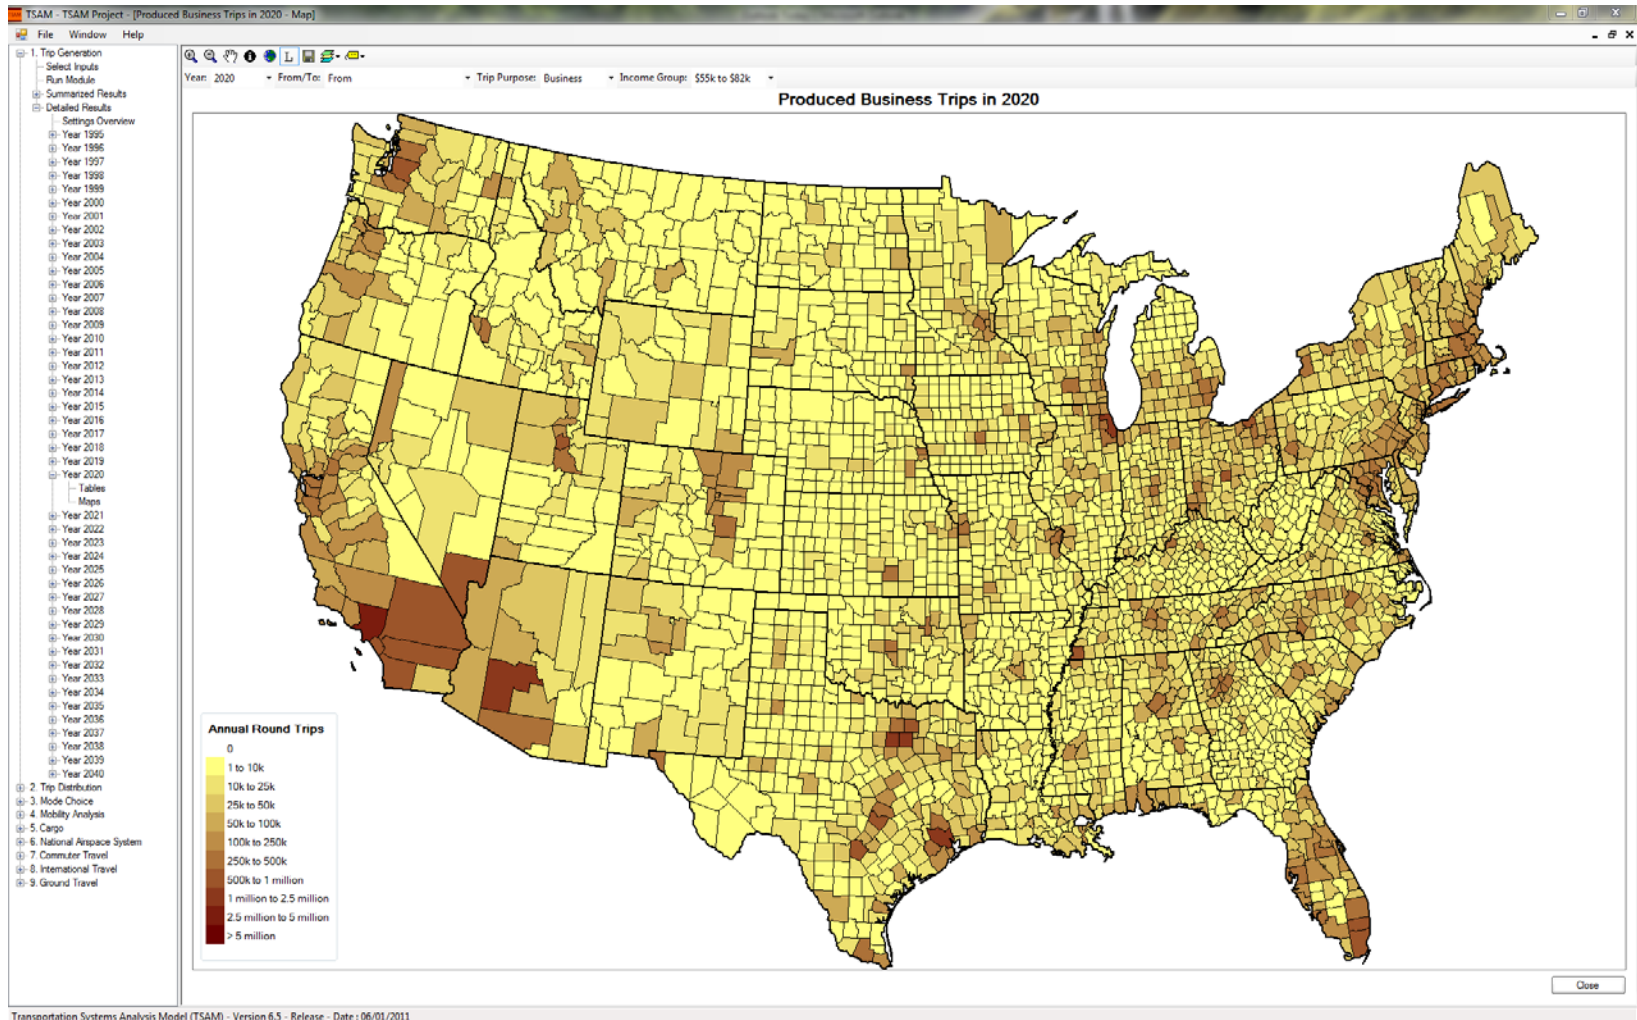 TSAM - TSAM Project - [Produced Business Trips in 2020 - Map]
File Window Help
1. Trip Generation
Select Inputs
Run Module
Summarized Results
Detailed Results
Settings Overview
Year 1995
Year 1996
Year 1997
Year 1998
Year 1999
Year 2000
Year 2001
Year 2002
Year 2003
Year 2004
Year 2005
Year 2006
Year 2007
Year 2008
Year 2009
Year 2010
Year 2011
Year 2012
Year 2013
Year 2014
Year 2015
Year 2016
Year 2017
Year 2018
Year 2019
Year 2020
Tables
Maps
Year 2021
Year 2022
Year 2023
Year 2024
Year 2025
Year 2026
Year 2027
Year 2028
Year 2029
Year 2030
Year 2031
Year 2032
Year 2033
Year 2034
Year 2035
Year 2036
Year 2037
Year 2038
Year 2039
Year 2040
2. Trip Distribution
3. Mode Choice
4. Mobility Analysis
5. Cargo
6. National Airspace System
7. Commuter Travel
8. International Travel
9. Ground Travel
L
Year: 2020 From/To: From Trip Purpose: Business Income Group: $55k to $82k
Produced Business Trips in 2020
Annual Round Trips
0
1 to 10k
10k to 25k
25k to 50k
50k to 100k
100k to 250k
250k to 500k
500k to 1 million
1 million to 2.5 million
2.5 million to 5 million
> 5 million
Close
Transportation Systems Analysis Model (TSAM) - Version 6.5 - Release - Date : 06/01/2011